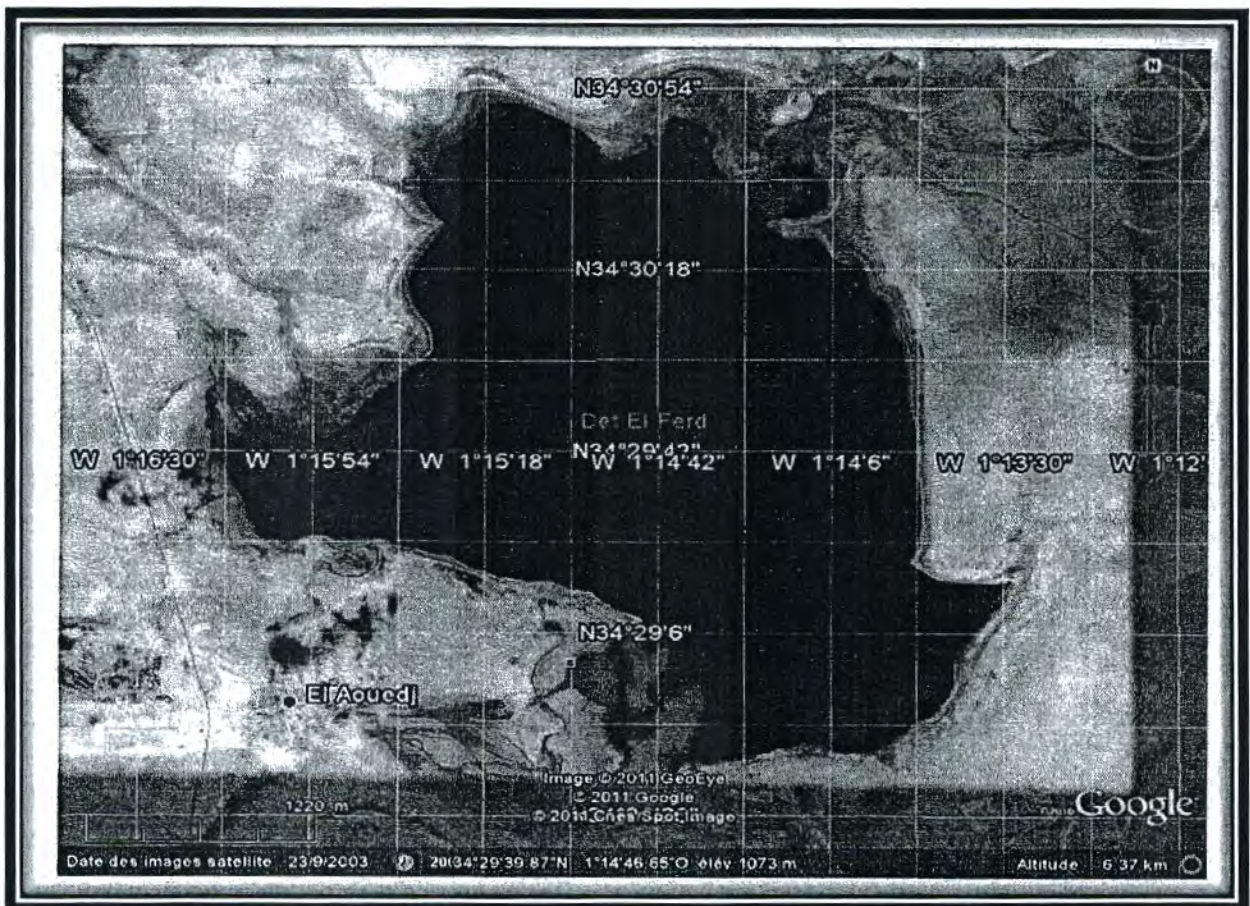 N
N34°30'54"
N34°30'18"
Det El Ferd
N34°29'42"
W 1°16'30" W 1°15'54" W 1°15'18" W 1°14'42" W 1°14'6" W 1°13'30" W 1°12'
N34°29'6"
El Aouedj
Image © 2011 GeoEye
© 2011 Google
© 2011 Cnes/Spot Image
1220 m
Google
Date des images satellite 23/9/2003 34°29'39.87"N 1°14'46.65"O élév 1073 m Altitude 6.37 km